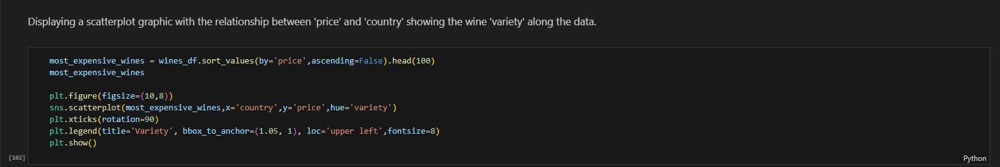 Displaying a scatterplot graphic with the relationship between 'price' and 'country' showing the wine 'variety' along the data.
most_expensive_wines = wines_df.sort_values(by='price',ascending=False).head(100)
most_expensive_wines
plt.figure(figsize=(10,8))
sns.scatterplot(most_expensive_wines,x='country',y='price',hue='variety')
plt.xticks(rotation=90)
plt.legend(title='Variety', bbox_to_anchor=(1.05, 1), loc='upper left',fontsize=8)
plt.show()
[102]
Python